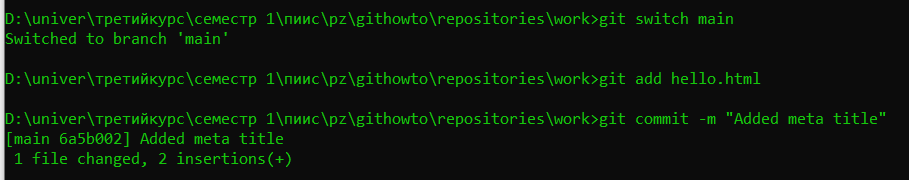 D:\univer\третийкурс\семестр 1\пиис\pz\githowto\repositories\work>git switch main
Switched to branch 'main'
D:\univer\третийкурс\семестр 1\пиис\pz\githowto\repositories\work>git add hello.html
D:\univer\третийкурс\семестр 1\пиис\pz\githowto\repositories\work>git commit -m "Added meta title"
[main 6a5b002] Added meta title
 1 file changed, 2 insertions(+)